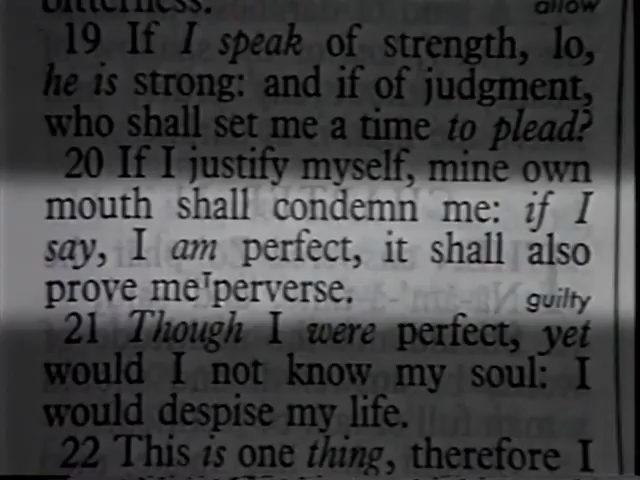 bitterness.
allow
19 If I speak of strength, lo,
he is strong: and if of judgment,
who shall set me a time to plead?
20 If I justify myself, mine own
mouth shall condemn me: if I
say, I am perfect, it shall also
prove me perverse.
guilty
21 Though I were perfect, yet
would I not know my soul: I
would despise my life.
22 This is one thing, therefore I